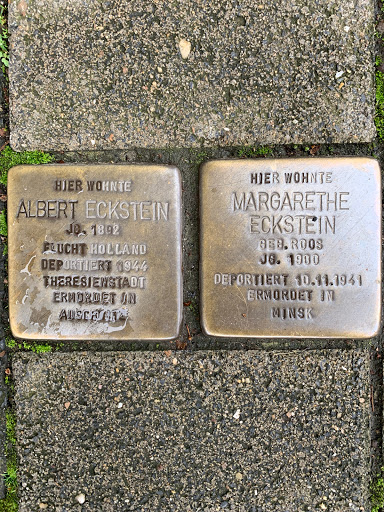 HIER WOHNTE
ALBERT ECKSTEIN
JG. 1892
FLUCHT HOLLAND
DEPORTIERT 1944
THERESIENSTADT
ERMORDET IN
AUSCHWITZ
HIER WOHNTE
MARGARETHE
ECKSTEIN
GEB. ROOS
JG. 1900
DEPORTIERT 10.11.1941
ERMORDET IN
MINSK